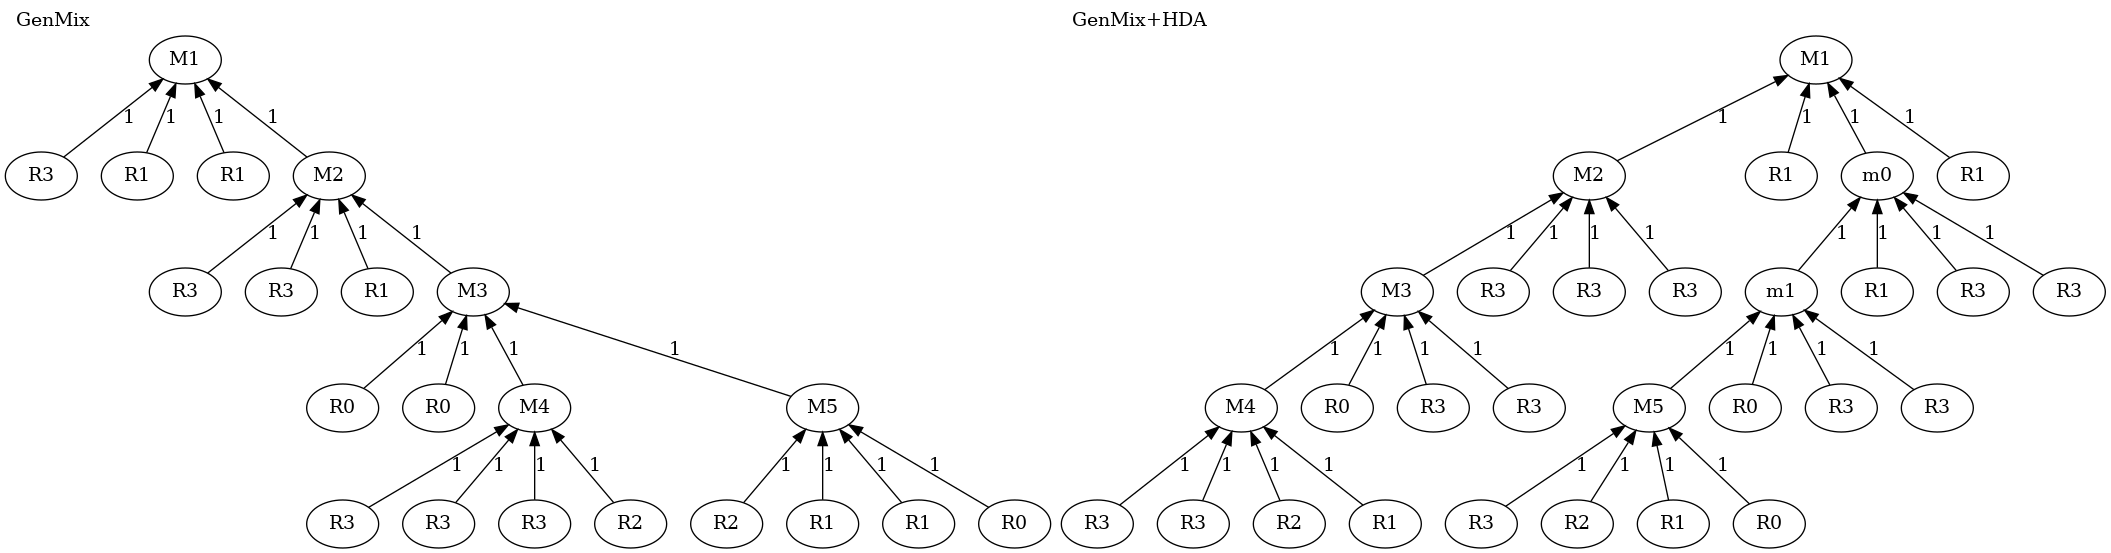 GenMix GenMix+HDA
M1 M1
1 1 1 1 1 1 1 1
R3 R1 R1 M2 M2 R1 m0 R1
1 1 1 1 1 1 1 1 1 1 1 1
R3 R3 R1 M3 M3 R3 R3 R3 m1 R1 R3 R3
1 1 1 1 1 1 1 1 1 1 1 1
R0 R0 M4 M5 M4 R0 R3 R3 M5 R0 R3 R3
1 1 1 1 1 1 1 1 1 1 1 1 1 1 1 1
R3 R3 R3 R2 R2 R1 R1 R0 R3 R3 R2 R1 R3 R2 R1 R0